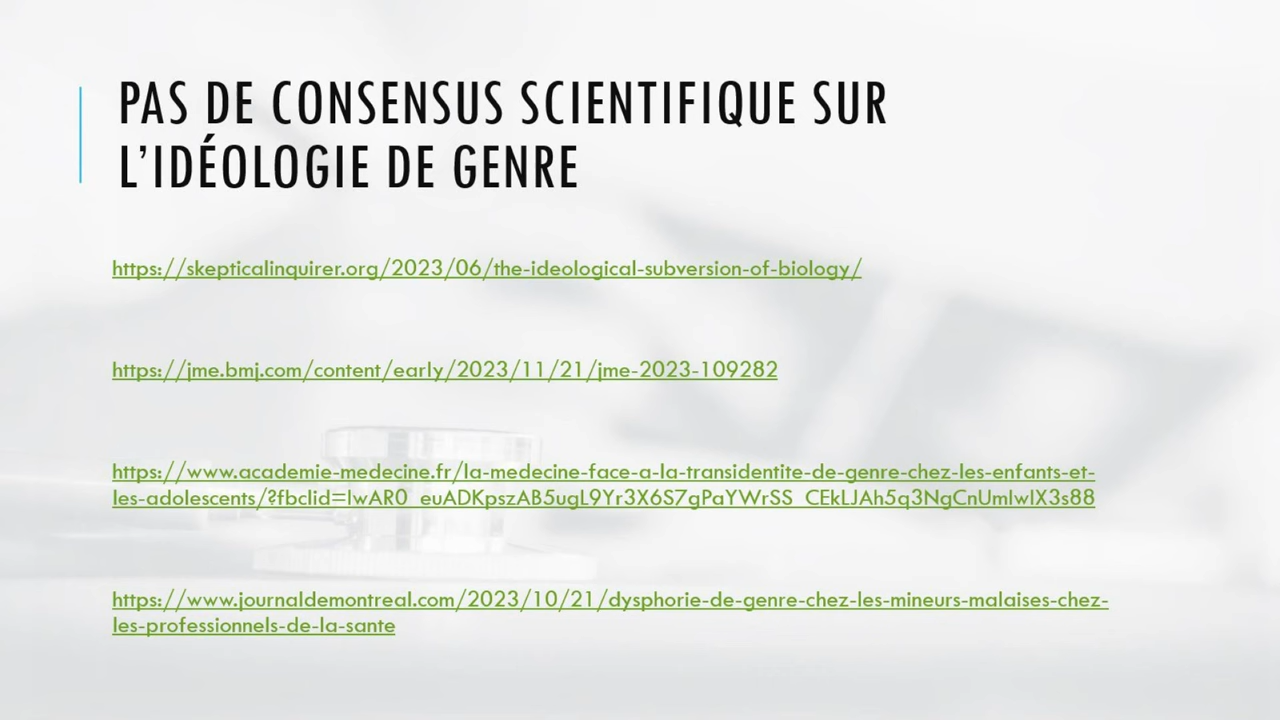 PAS DE CONSENSUS SCIENTIFIQUE SUR
L’IDÉOLOGIE DE GENRE
https://skepticalinquirer.org/2023/06/the-ideological-subversion-of-biology/
https://jme.bmj.com/content/early/2023/11/21/jme-2023-109282
https://www.academie-medecine.fr/la-medecine-face-a-la-transidentite-de-genre-chez-les-enfants-et-
les-adolescents/?fbclid=IwAR0_euADKpszAB5ugL9Yr3X6S7gPaYWrSS_CEkLJAh5q3NgCnUmIwIX3s88
https://www.journaldemontreal.com/2023/10/21/dysphorie-de-genre-chez-les-mineurs-malaises-chez-
les-professionnels-de-la-sante